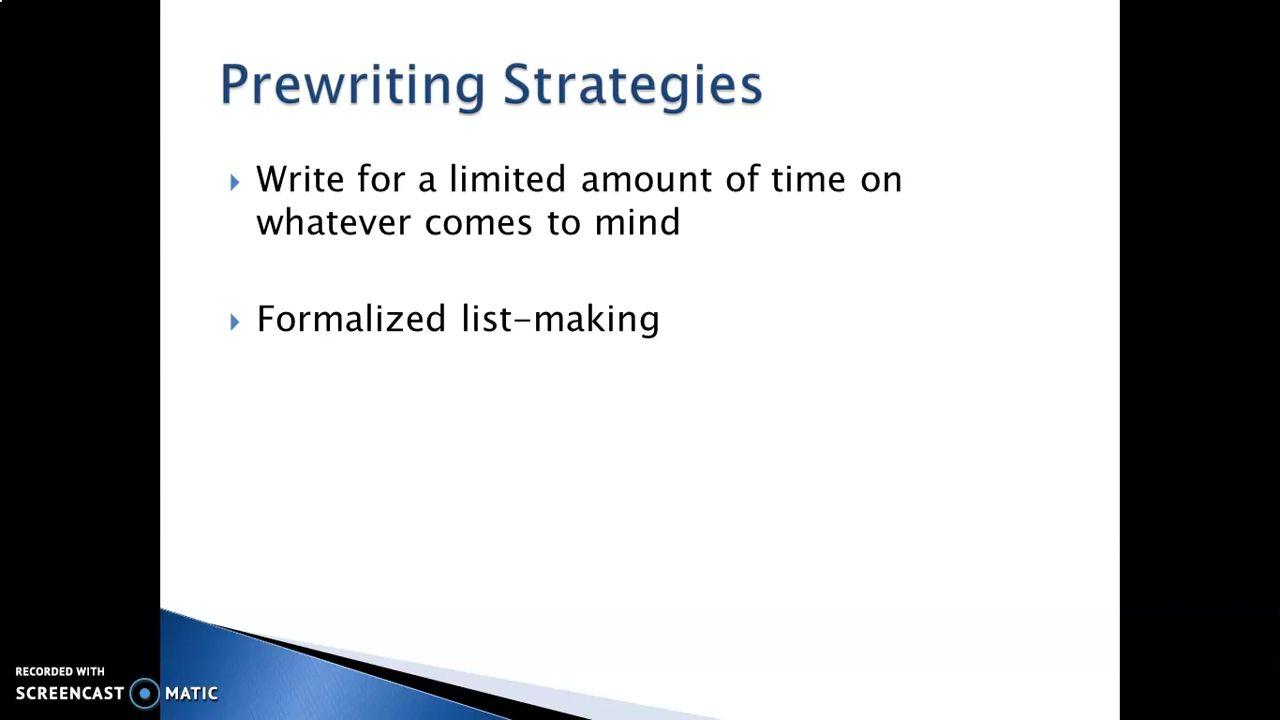 Prewriting Strategies
Write for a limited amount of time on
whatever comes to mind
Formalized list-making
RECORDED WITH
SCREENCAST MATIC